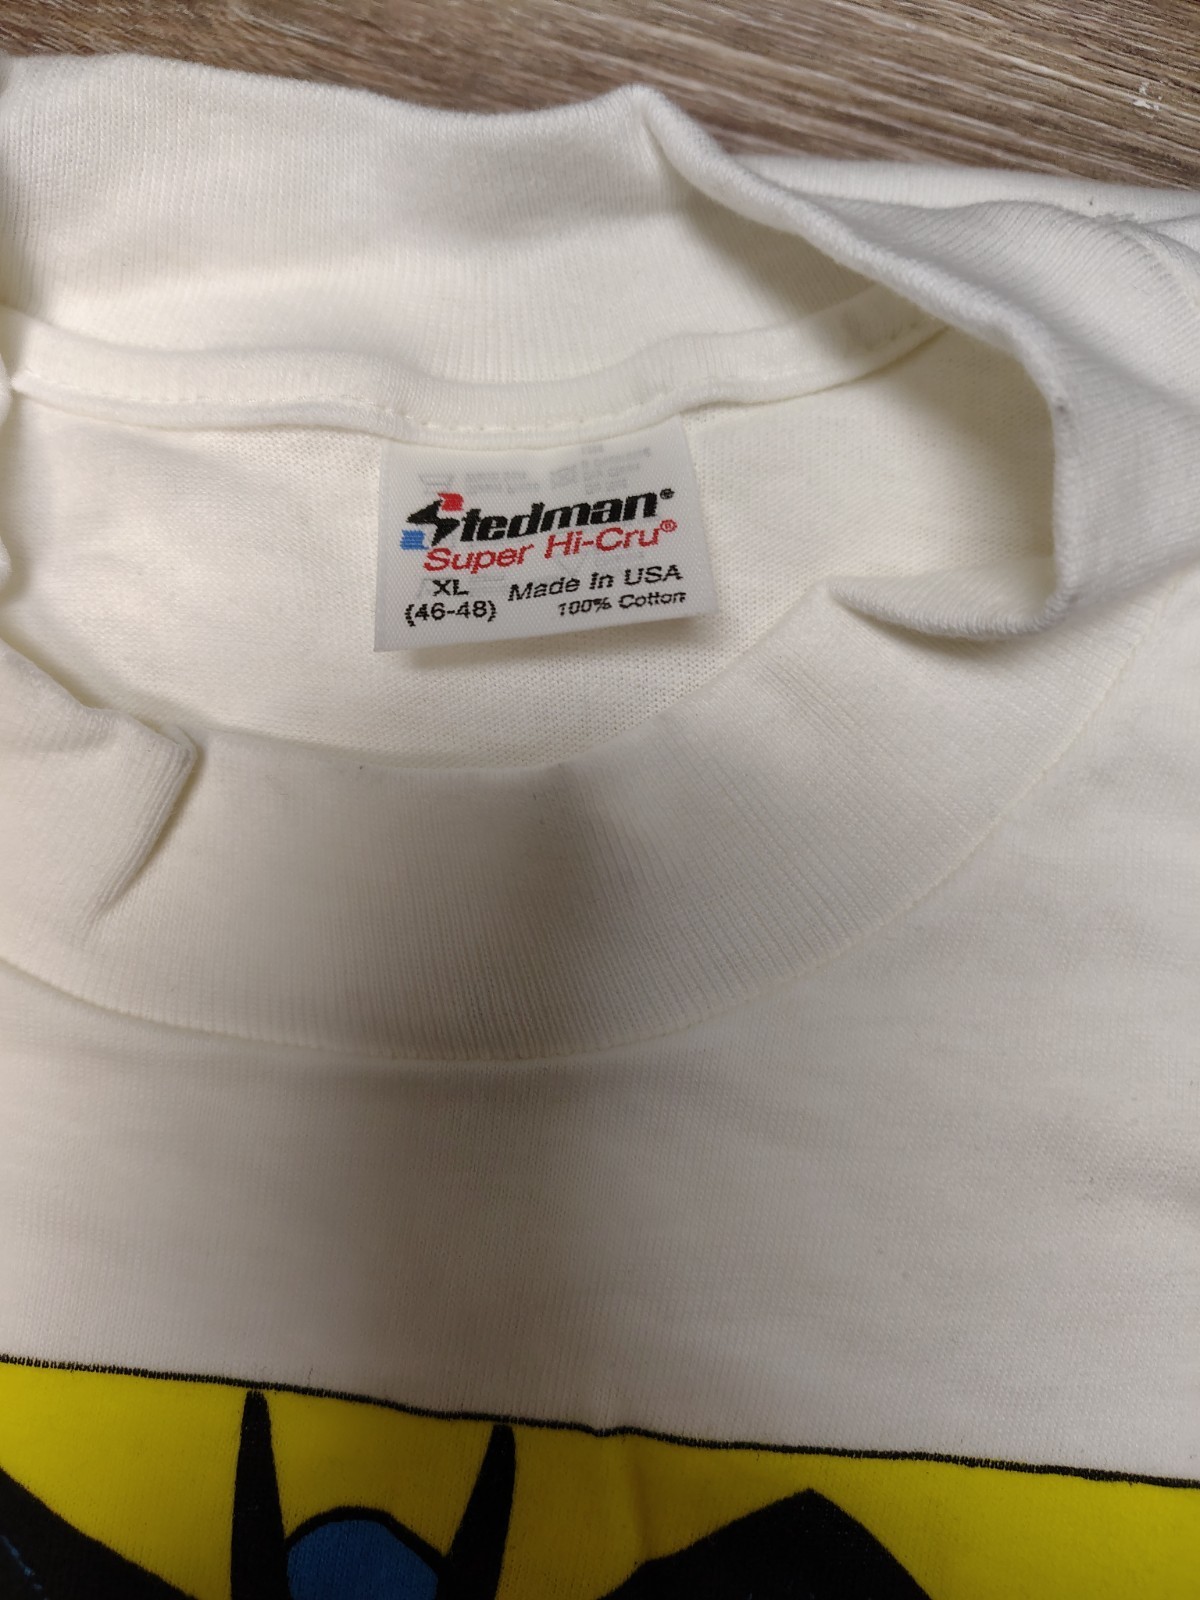 Stedman®
Super Hi-Cru®
XL Made In USA
(46-48) 100% Cotton